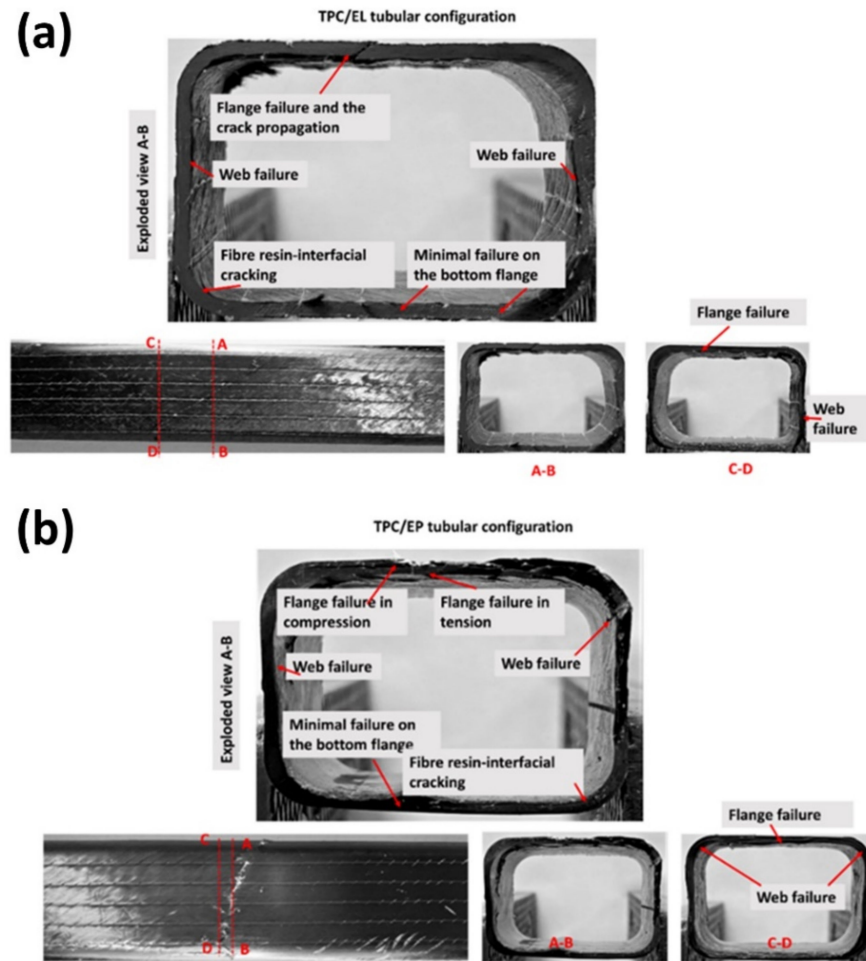 (a)
TPC/EL tubular configuration
Exploded view A-B
Flange failure and the
crack propagation
Web failure
Web failure
Fibre resin-interfacial
cracking
Minimal failure on
the bottom flange
C
A
D
B
A-B
Flange failure
Web
failure
C-D
(b)
TPC/EP tubular configuration
Exploded view A-B
Flange failure in
compression
Flange failure in
tension
Web failure
Web failure
Minimal failure on
the bottom flange
Fibre resin-interfacial
cracking
C
A
D
B
A-B
Flange failure
Web failure
C-D